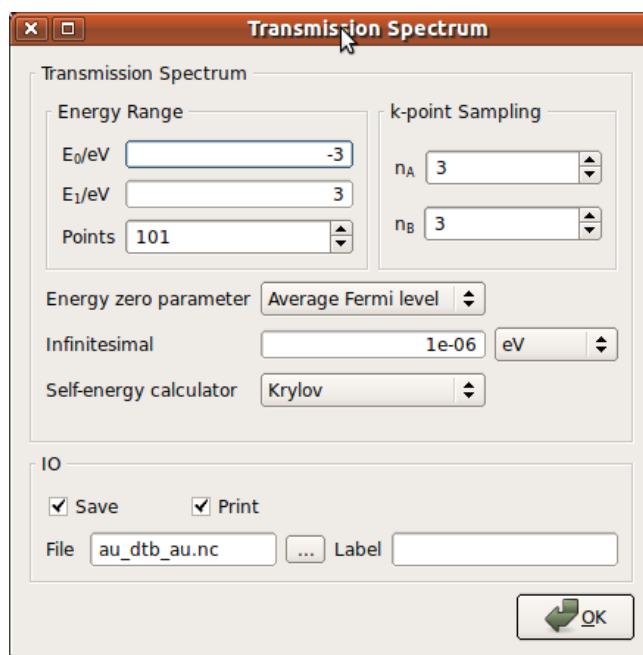 Transmission Spectrum
Transmission Spectrum
Energy Range
E₀/eV -3
E₁/eV 3
Points 101
k-point Sampling
n_A 3
n_B 3
Energy zero parameter Average Fermi level
Infinitesimal 1e-06 eV
Self-energy calculator Krylov
IO
Save Print
File au_dtb_au.nc ... Label
OK